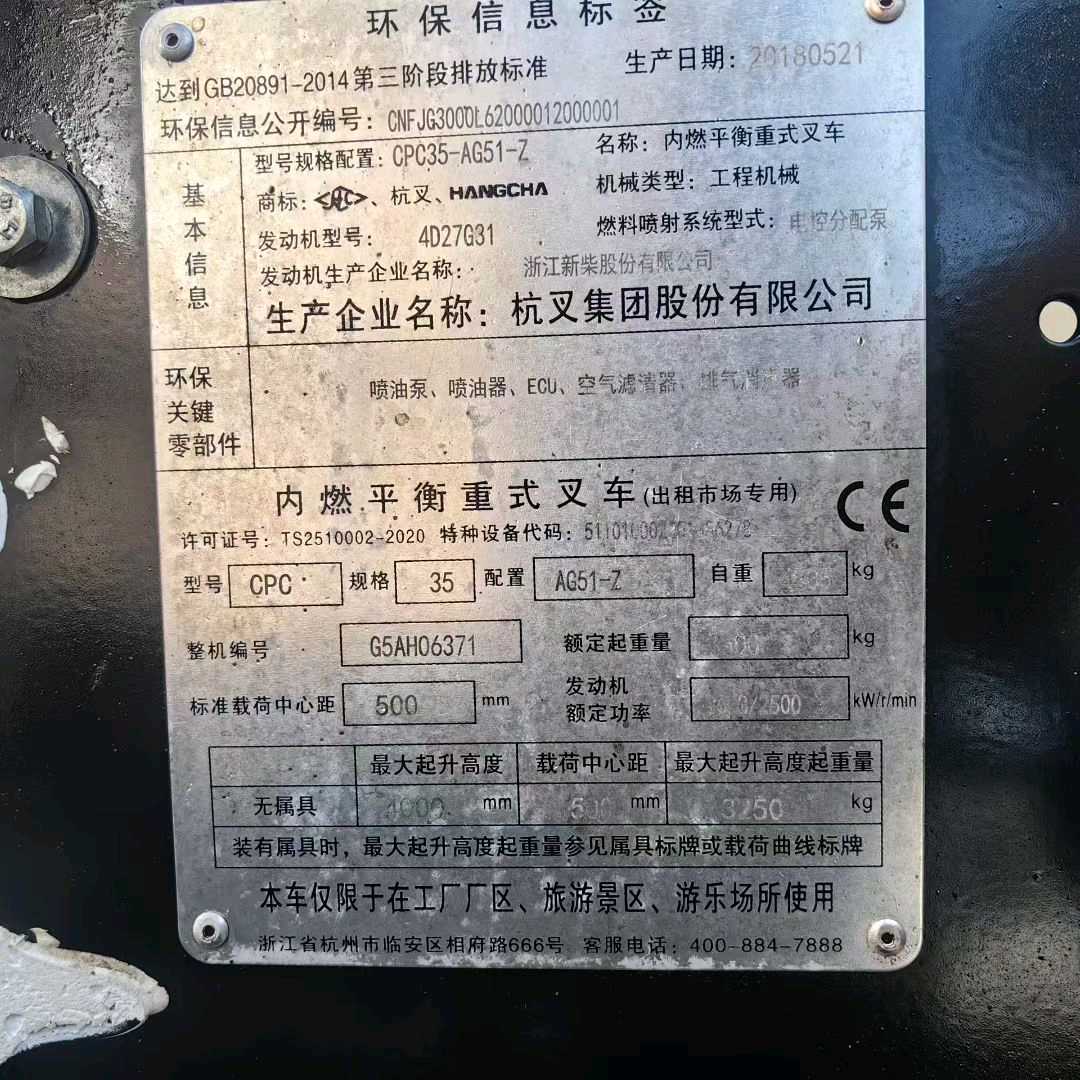 环保信息标签
达到GB20891-2014第三阶段排放标准 生产日期：20180521
环保信息公开编号：CNFJG3000L62000012000001
基本信息
型号规格配置：CPC35-AG51-Z 名称：内燃平衡重式叉车
商标：<HC>、杭叉、HANGCHA 机械类型：工程机械
发动机型号：4D27G31 燃料喷射系统型式：电控分配泵
发动机生产企业名称：浙江新柴股份有限公司
生产企业名称：杭叉集团股份有限公司
环保关键零部件
喷油泵、喷油器、ECU、空气滤清器、排气消声器
内燃平衡重式叉车(出租市场专用) CE
许可证号：TS2510002-2020 特种设备代码：
型号 CPC 规格 35 配置 AG51-Z 自重 kg
整机编号 G5AH06371 额定起重量 kg
标准载荷中心距 500 mm 发动机额定功率 /2500 kW/r/min
最大起升高度 载荷中心距 最大起升高度起重量
无属具 4000 mm 500 mm 3250 kg
装有属具时，最大起升高度起重量参见属具标牌或载荷曲线标牌
本车仅限于在工厂厂区、旅游景区、游乐场所使用
浙江省杭州市临安区相府路666号 客服电话：400-884-7888
8